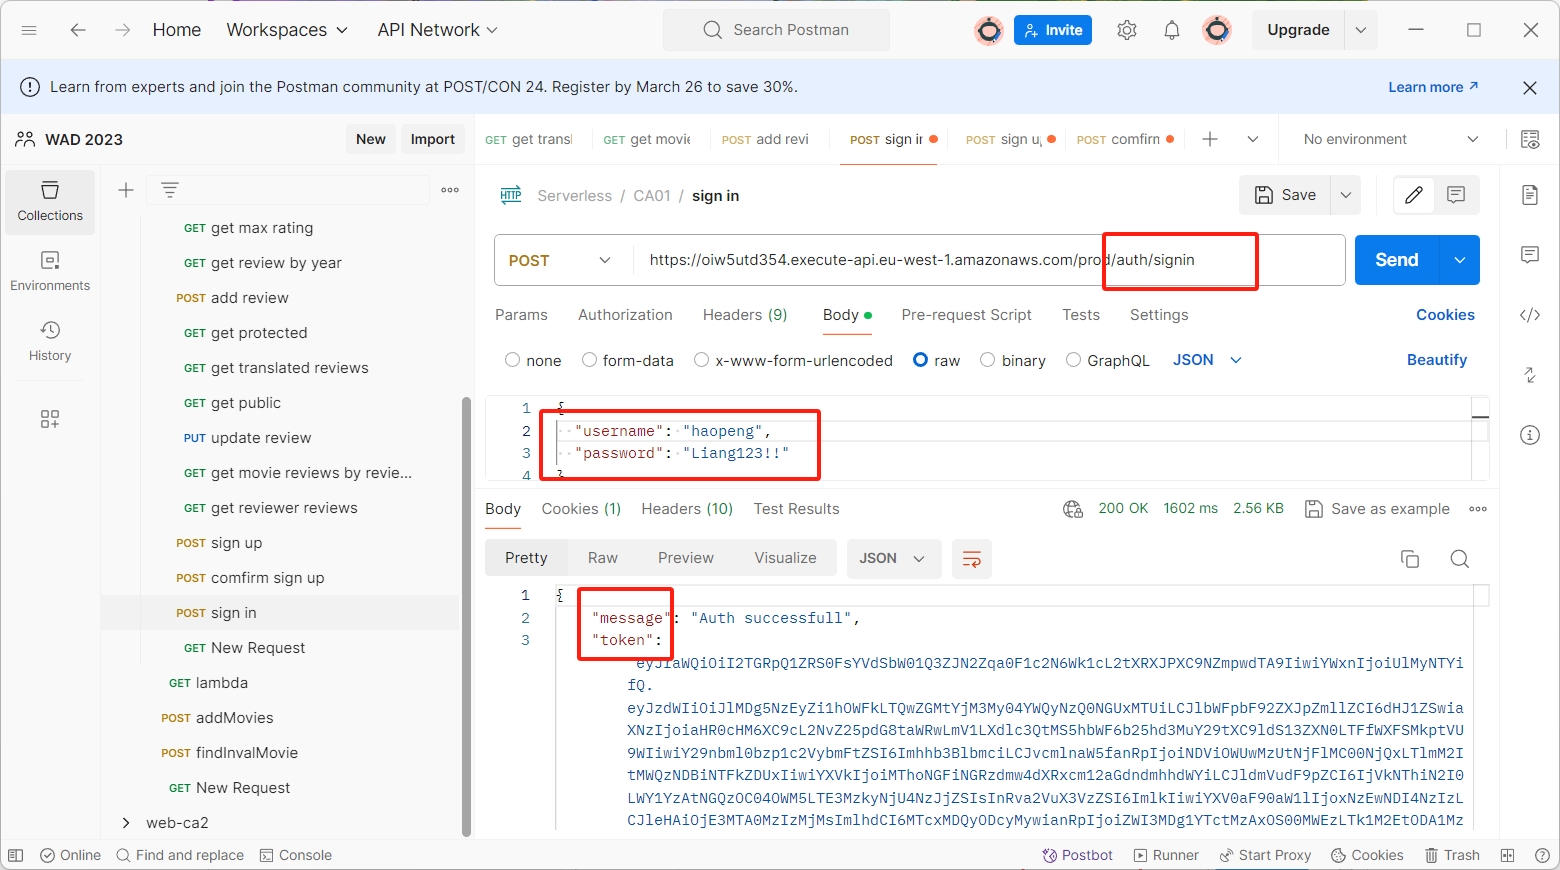 Home Workspaces API Network Search Postman Invite Upgrade
Learn from experts and join the Postman community at POST/CON 24. Register by March 26 to save 30%. Learn more
WAD 2023 New Import
GET get transl GET get movie POST add revi POST sign in POST sign u POST comfirm No environment
Collections
Environments
History
GET get max rating
GET get review by year
POST add review
GET get protected
GET get translated reviews
GET get public
PUT update review
GET get movie reviews by revie...
GET get reviewer reviews
POST sign up
POST comfirm sign up
POST sign in
GET New Request
GET lambda
POST addMovies
POST findInvalMovie
GET New Request
web-ca2
HTTP Serverless / CA01 / sign in Save
POST https://oiw5utd354.execute-api.eu-west-1.amazonaws.com/prod/auth/signin Send
Params Authorization Headers (9) Body Pre-request Script Tests Settings Cookies
none form-data x-www-form-urlencoded raw binary GraphQL JSON Beautify
1 {
2 "username": "haopeng",
3 "password": "Liang123!!"
4 }
Body Cookies (1) Headers (10) Test Results 200 OK 1602 ms 2.56 KB Save as example
Pretty Raw Preview Visualize JSON
1 {
2 "message": "Auth successfull",
3 "token":
ifQ.
Online Find and replace Console Postbot Runner Start Proxy Cookies Trash